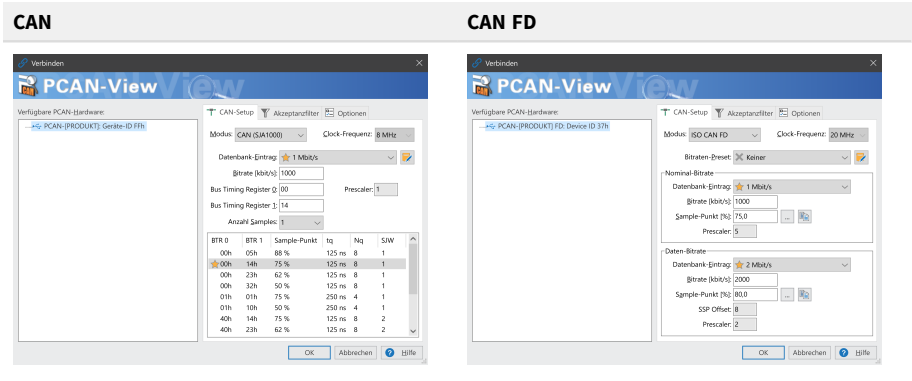 CAN
CAN FD
Verbinden
PCAN-View
Verfügbare PCAN-Hardware:
PCAN-[PRODUKT]: Geräte-ID FFh
CAN-Setup Akzeptanzfilter Optionen
Modus: CAN (SJA1000) Clock-Frequenz: 8 MHz
Datenbank-Eintrag: 1 Mbit/s
Bitrate [kbit/s]: 1000
Bus Timing Register 0: 00 Prescaler: 1
Bus Timing Register 1: 14
Anzahl Samples: 1
BTR 0 BTR 1 Sample-Punkt tq Nq SJW
00h 05h 88 % 125 ns 8 1
00h 14h 75 % 125 ns 8 1
00h 23h 62 % 125 ns 8 1
00h 32h 50 % 125 ns 8 1
01h 01h 75 % 250 ns 4 1
01h 10h 50 % 250 ns 4 1
40h 14h 75 % 125 ns 8 2
40h 23h 62 % 125 ns 8 2
OK Abbrechen Hilfe
Verbinden
PCAN-View
Verfügbare PCAN-Hardware:
PCAN-[PRODUKT] FD: Device ID 37h
CAN-Setup Akzeptanzfilter Optionen
Modus: ISO CAN FD Clock-Frequenz: 20 MHz
Bitraten-Preset: Keiner
Nominal-Bitrate
Datenbank-Eintrag: 1 Mbit/s
Bitrate [kbit/s]: 1000
Sample-Punkt [%]: 75,0 ...
Prescaler: 5
Daten-Bitrate
Datenbank-Eintrag: 2 Mbit/s
Bitrate [kbit/s]: 2000
Sample-Punkt [%]: 80,0 ...
SSP Offset: 8
Prescaler: 2
OK Abbrechen Hilfe